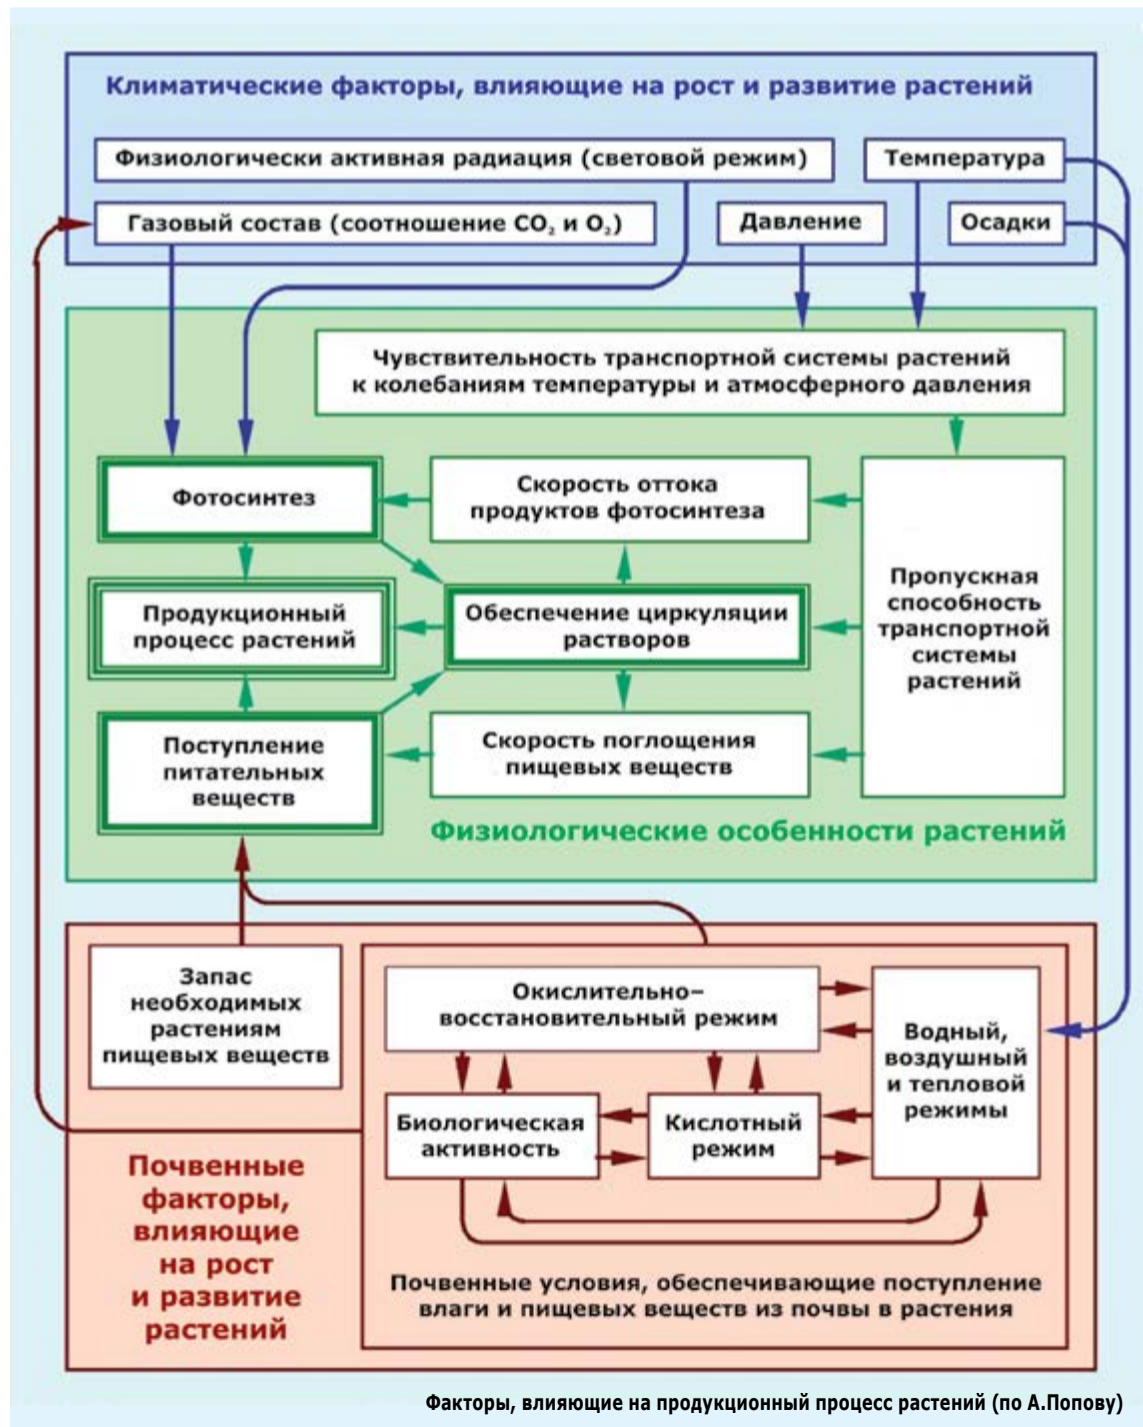 Климатические факторы, влияющие на рост и развитие растений
Физиологически активная радиация (световой режим)
Температура
Газовый состав (соотношение CO₂ и O₂)
Давление
Осадки
Чувствительность транспортной системы растений
к колебаниям температуры и атмосферного давления
Фотосинтез
Скорость оттока
продуктов фотосинтеза
Пропускная
способность
транспортной
системы
растений
Продукционный
процесс растений
Обеспечение циркуляции
растворов
Поступление
питательных
веществ
Скорость поглощения
пищевых веществ
Физиологические особенности растений
Запас
необходимых
растениям
пищевых веществ
Окислительно–
восстановительный режим
Водный,
воздушный
и тепловой
режимы
Биологическая
активность
Кислотный
режим
Почвенные
факторы,
влияющие
на рост
и развитие
растений
Почвенные условия, обеспечивающие поступление
влаги и пищевых веществ из почвы в растения
Факторы, влияющие на продукционный процесс растений (по А.Попову)